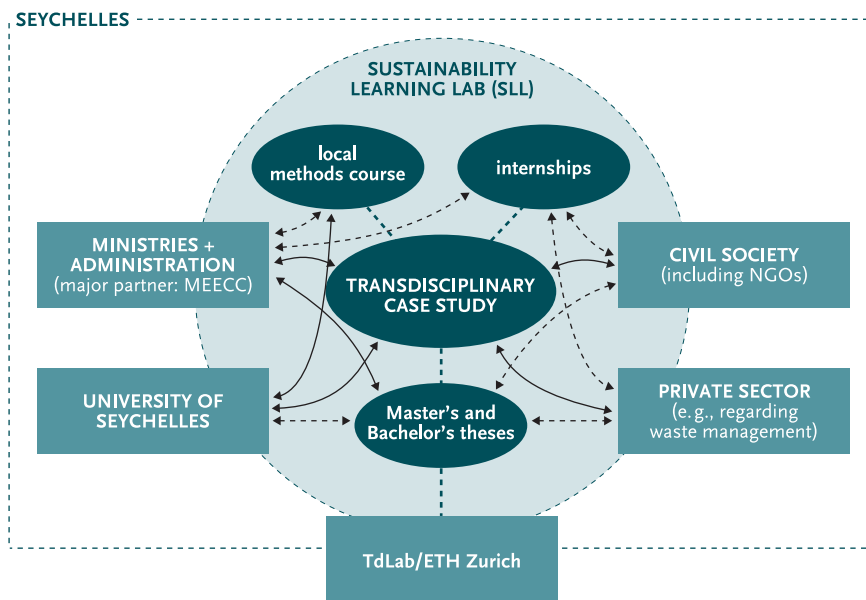 SEYCHELLES
SUSTAINABILITY
LEARNING LAB (SLL)
local
methods course
internships
MINISTRIES +
ADMINISTRATION
(major partner: MEECC)
TRANSDISCIPLINARY
CASE STUDY
CIVIL SOCIETY
(including NGOs)
UNIVERSITY OF
SEYCHELLES
Master's and
Bachelor's theses
PRIVATE SECTOR
(e. g., regarding
waste management)
TdLab/ETH Zurich